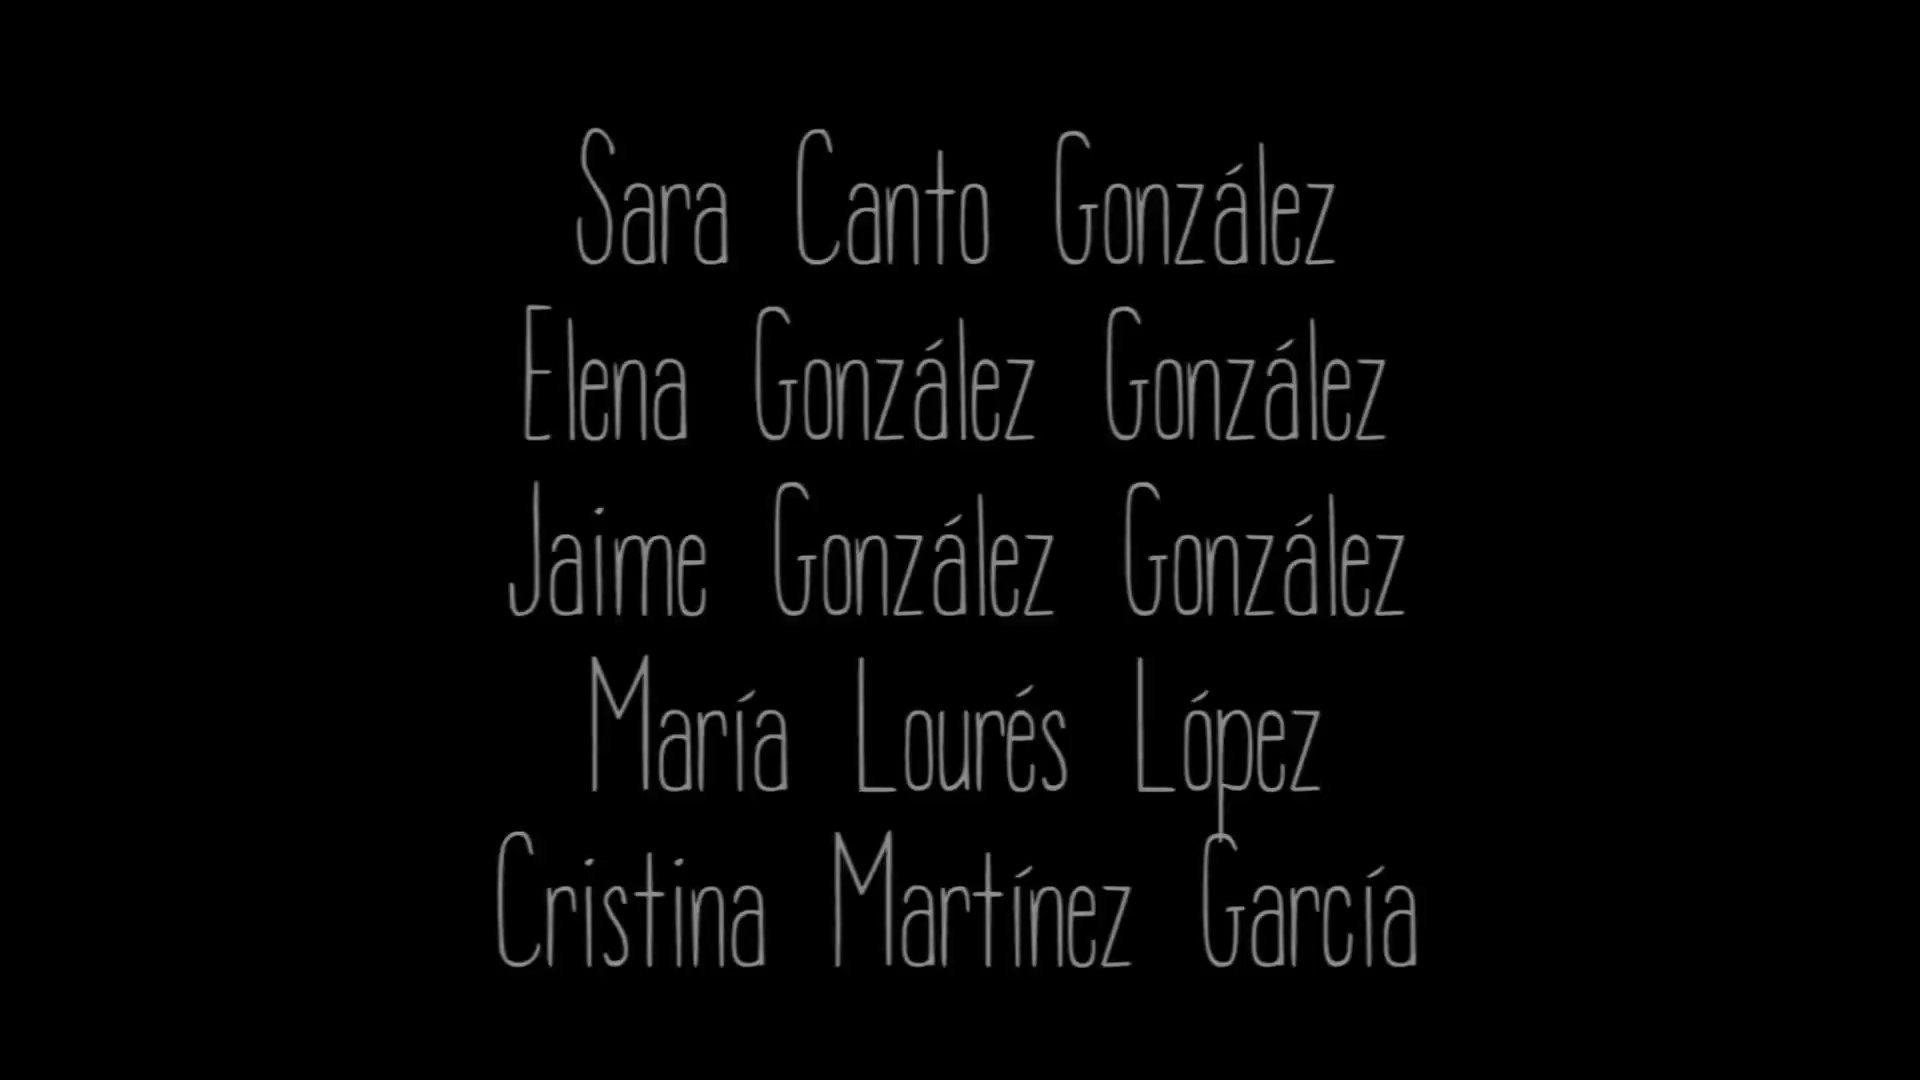 Sara Canto González
Elena González González
Jaime González González
María Lourés López
Cristina Martínez García